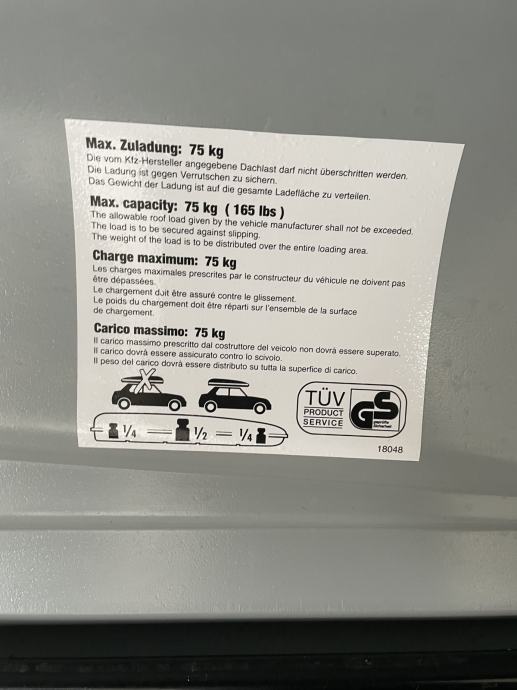 Max. Zuladung: 75 kg
Die vom Kfz-Hersteller angegebene Dachlast darf nicht überschritten werden.
Die Ladung ist gegen Verrutschen zu sichern.
Das Gewicht der Ladung ist auf die gesamte Ladefläche zu verteilen.
Max. capacity: 75 kg ( 165 lbs )
The allowable roof load given by the vehicle manufacturer shall not be exceeded.
The load is to be secured against slipping.
The weight of the load is to be distributed over the entire loading area.
Charge maximum: 75 kg
Les charges maximales prescrites par le constructeur du véhicule ne doivent pas
être dépassées.
Le chargement doit être assuré contre le glissement.
Le poids du chargement doit être réparti sur l'ensemble de la surface
de chargement.
Carico massimo: 75 kg
Il carico massimo prescritto dal costruttore del veicolo non dovrà essere superato.
Il carico dovrà essere assicurato contro lo scivolo.
Il peso del carico dovrà essere distributo su tutta la superfice di carico.
TÜV
PRODUCT
SERVICE
GS
geprüfte
Sicherheit
1/4 1/2 1/4
18048